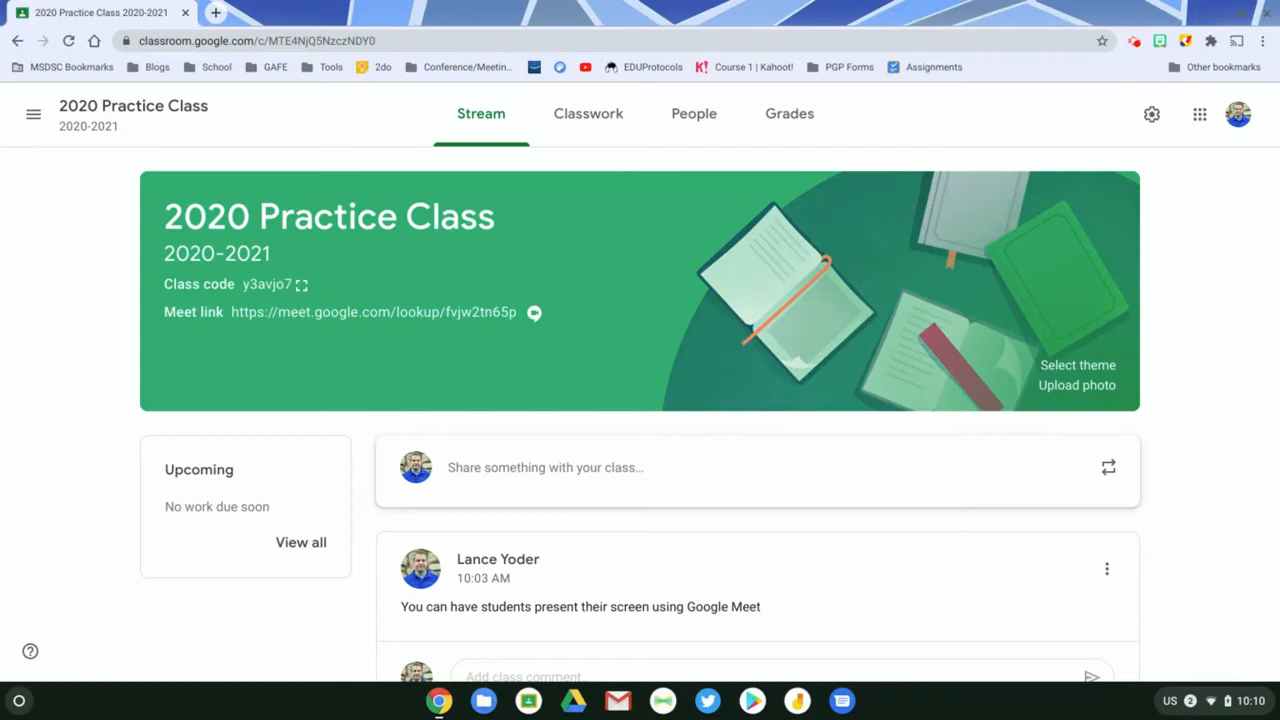 2020 Practice Class 2020-2021
classroom.google.com/c/MTE4NjQ5NzczNDY0
MSDSC Bookmarks Blogs School GAFE Tools 2do Conference/Meetin... EDUProtocols K! Course 1 | Kahoot! PGP Forms Assignments Other bookmarks
2020 Practice Class
2020-2021
Stream Classwork People Grades
2020 Practice Class
2020-2021
Class code y3avjo7
Meet link https://meet.google.com/lookup/fvjw2tn65p
Select theme
Upload photo
Upcoming
No work due soon
View all
Share something with your class...
Lance Yoder
10:03 AM
You can have students present their screen using Google Meet
Add class comment...
US 2 10:10